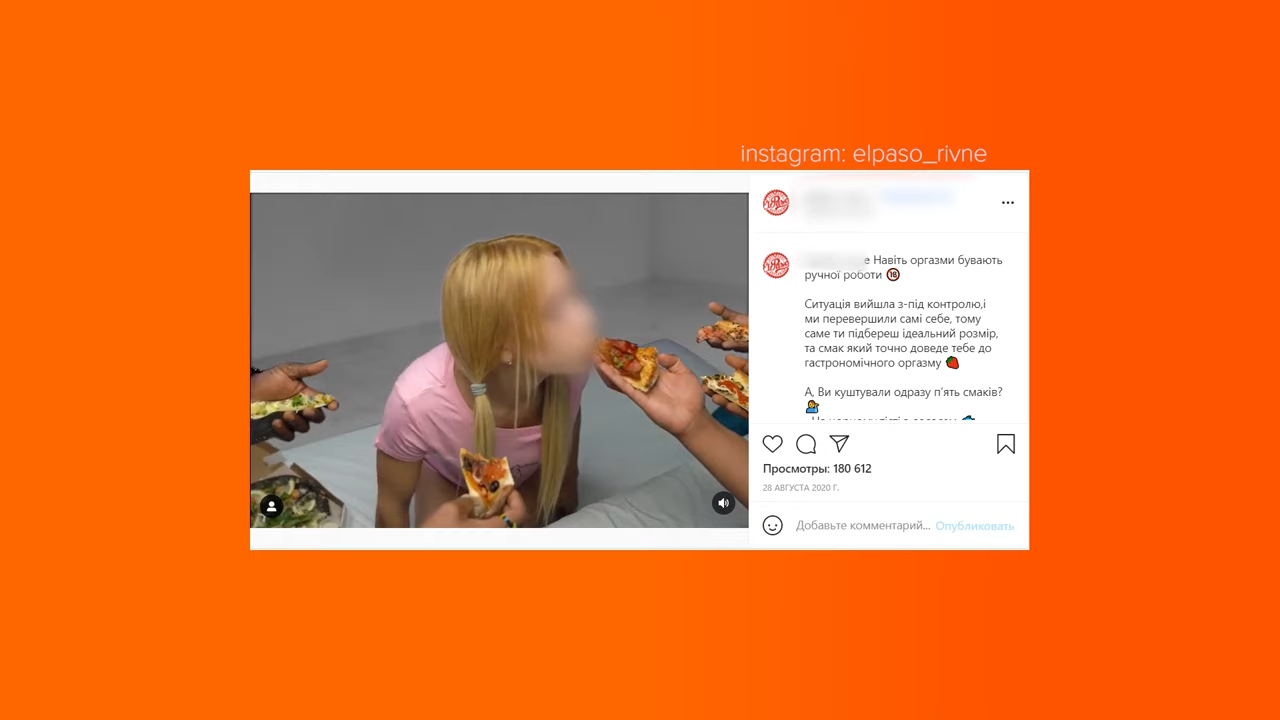 instagram: elpaso_rivne
е Навіть оргазми бувають
ручної роботи 🔞
Ситуація вийшла з-під контролю,і
ми перевершили самі себе, тому
саме ти підбереш ідеальний розмір,
та смак який точно доведе тебе до
гастрономічного оргазму 🍓
А, Ви куштували одразу п'ять смаків?
Просмотры: 180 612
28 АВГУСТА 2020 Г.
Добавьте комментарий... Опубликовать